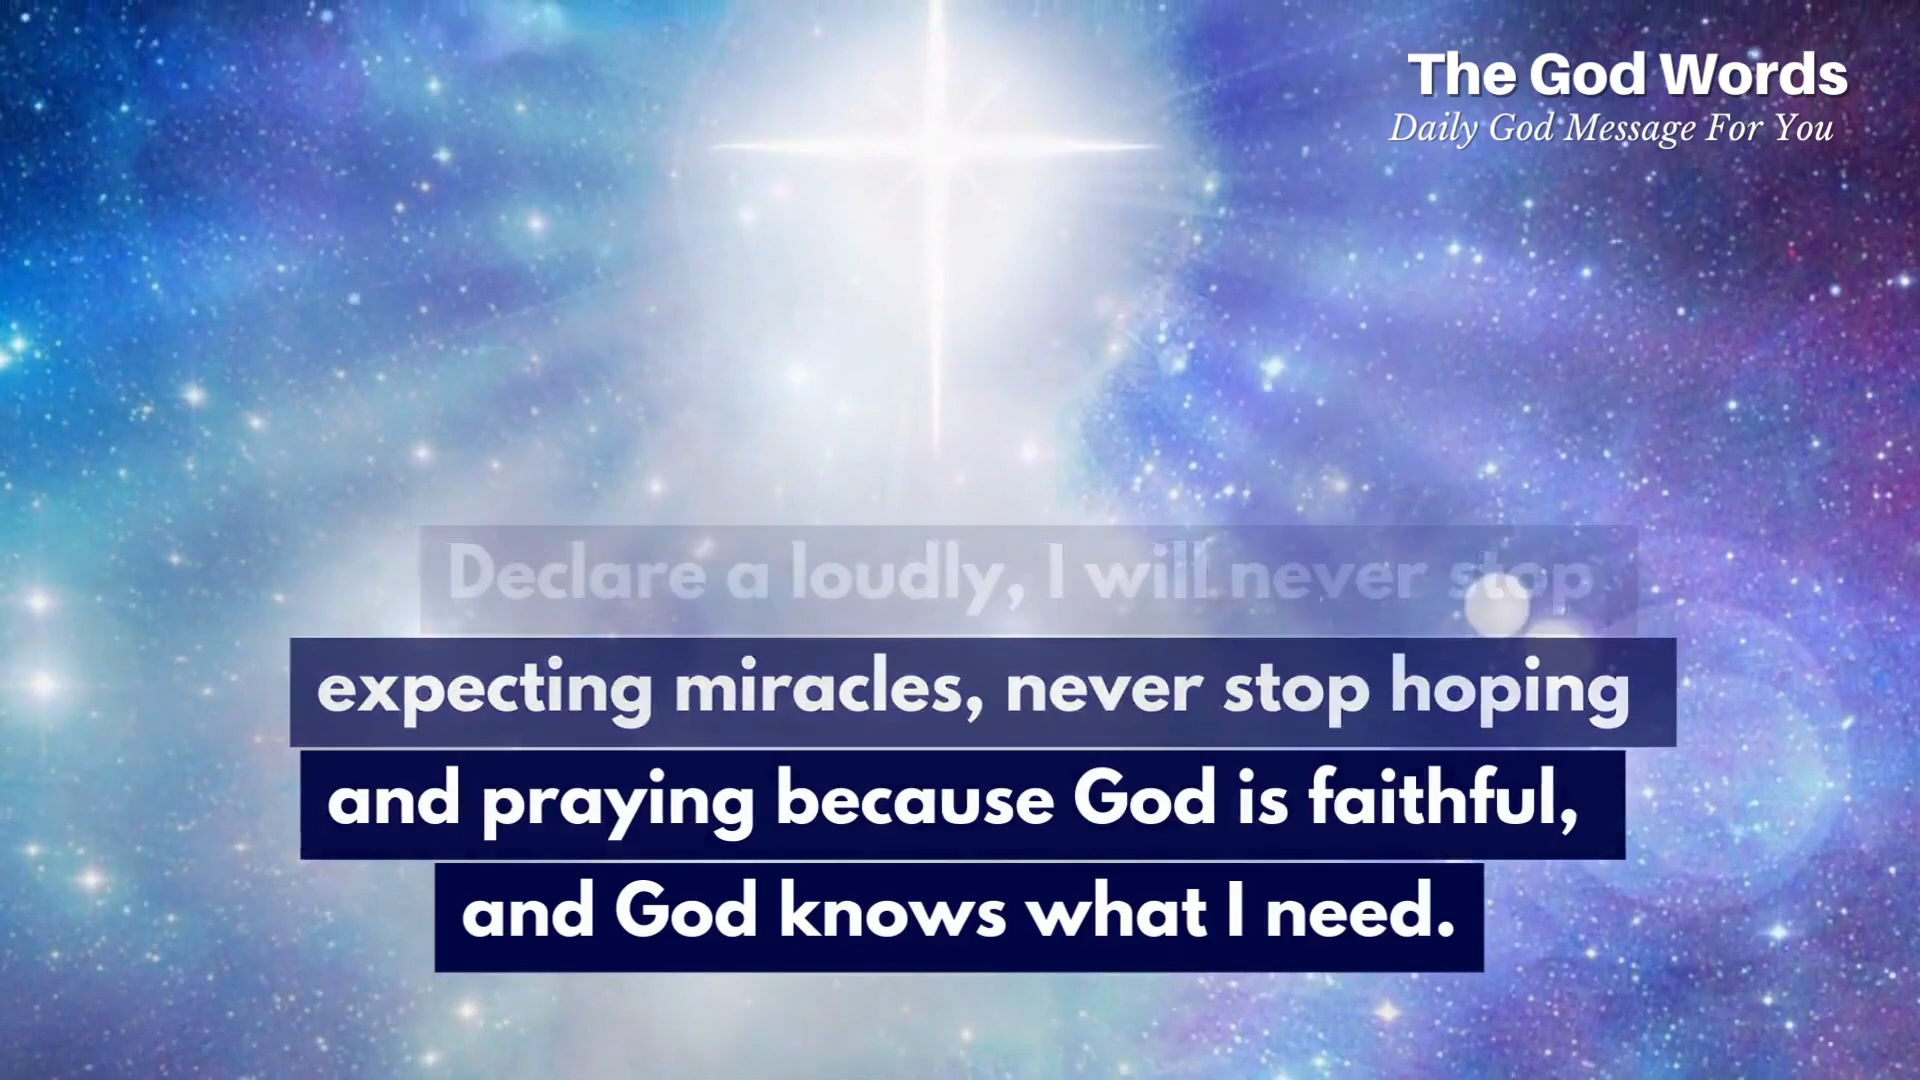 The God Words
Daily God Message For You
Declare a loudly, I will never stop
expecting miracles, never stop hoping
and praying because God is faithful,
and God knows what I need.